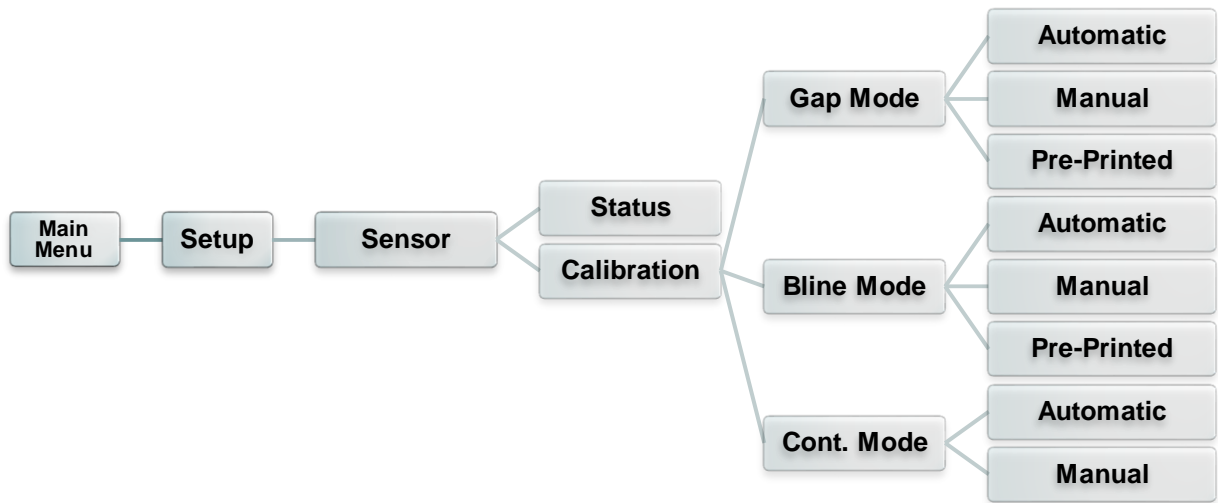 Main
Menu
Setup
Sensor
Status
Calibration
Gap Mode
Automatic
Manual
Pre-Printed
Bline Mode
Automatic
Manual
Pre-Printed
Cont. Mode
Automatic
Manual